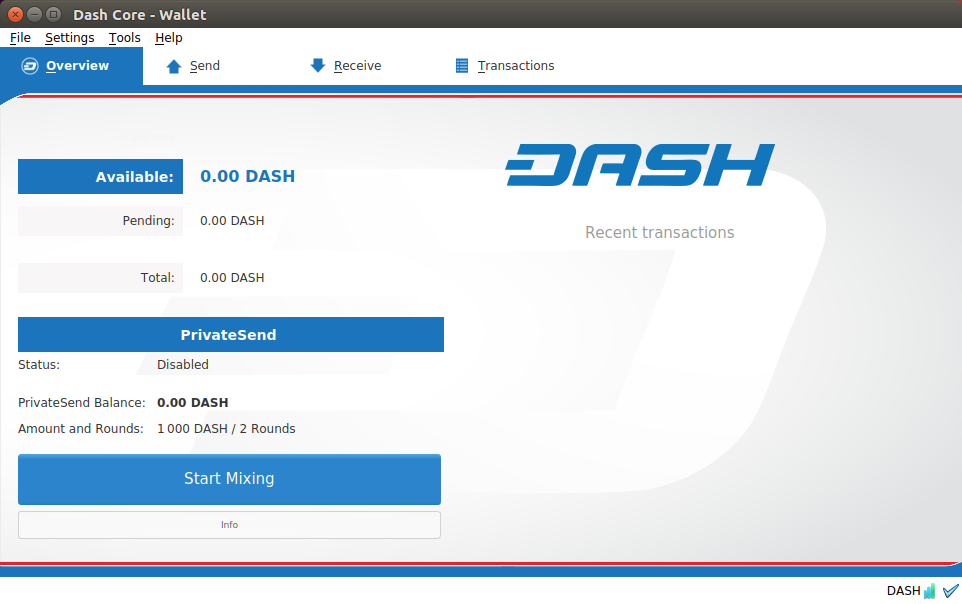 Dash Core - Wallet
File Settings Tools Help
Overview Send Receive Transactions
DASH
Available: 0.00 DASH
Pending: 0.00 DASH
Recent transactions
Total: 0.00 DASH
PrivateSend
Status: Disabled
PrivateSend Balance: 0.00 DASH
Amount and Rounds: 1 000 DASH / 2 Rounds
Start Mixing
Info
DASH